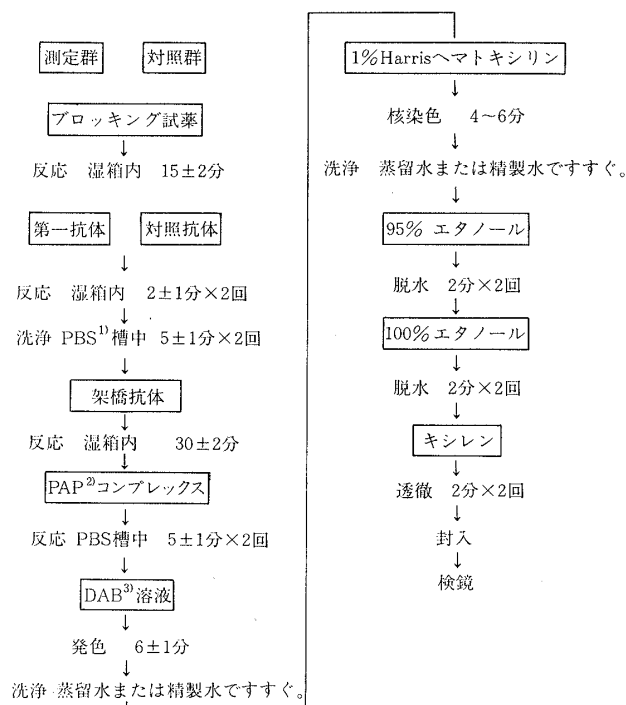 測定群 対照群
ブロッキング試薬
↓
反応 湿箱内 15±2分
第一抗体 対照抗体
↓
反応 湿箱内 2±1分×2回
↓
洗浄 PBS1)槽中 5±1分×2回
↓
架橋抗体
↓
反応 湿箱内 30±2分
↓
PAP2)コンプレックス
↓
反応 PBS槽中 5±1分×2回
↓
DAB3)溶液
↓
発色 6±1分
↓
洗浄 蒸留水または精製水ですすぐ。
1%Harrisヘマトキシリン
↓
核染色 4~6分
洗浄 蒸留水または精製水ですすぐ。
↓
95% エタノール
↓
脱水 2分×2回
↓
100%エタノール
↓
脱水 2分×2回
↓
キシレン
↓
透徹 2分×2回
↓
封入
↓
検鏡